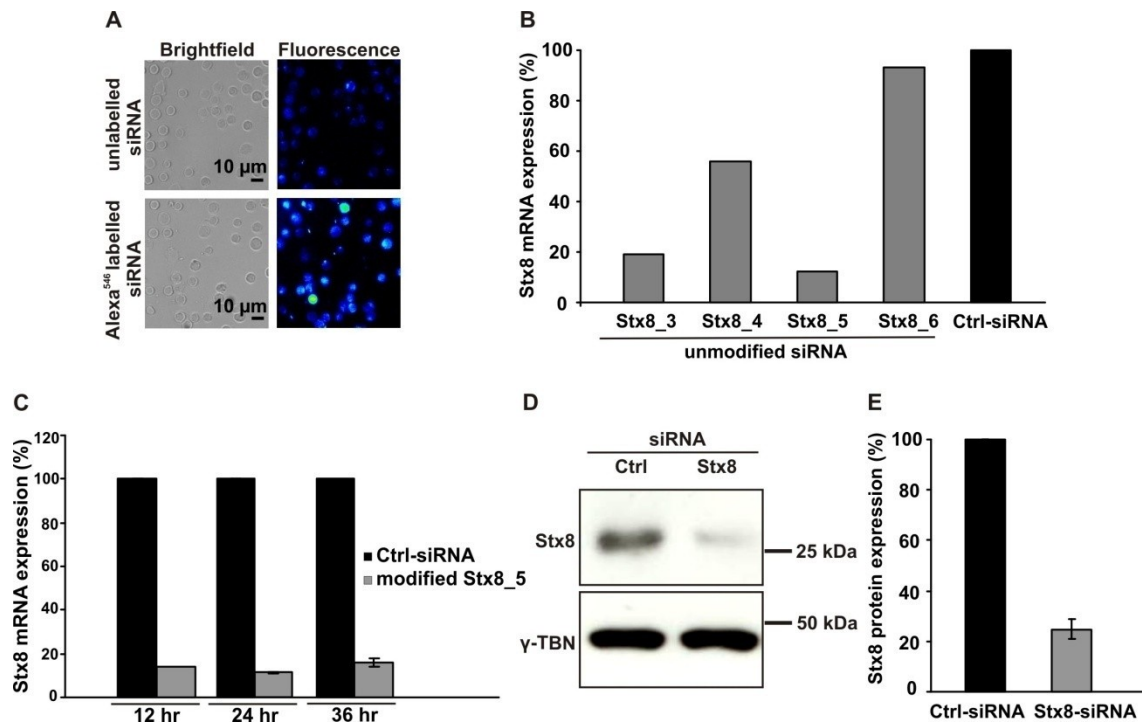 A
Brightfield Fluorescence
unlabelled siRNA
10 µm
Alexa⁵⁴⁶ labelled siRNA
10 µm
B
Stx8 mRNA expression (%)
100
80
60
40
20
0
Stx8_3 Stx8_4 Stx8_5 Stx8_6 Ctrl-siRNA
unmodified siRNA
C
Stx8 mRNA expression (%)
120
100
80
60
40
20
0
Ctrl-siRNA
modified Stx8_5
12 hr 24 hr 36 hr
D
siRNA
Ctrl Stx8
Stx8
25 kDa
50 kDa
γ-TBN
E
Stx8 protein expression (%)
100
80
60
40
20
0
Ctrl-siRNA Stx8-siRNA